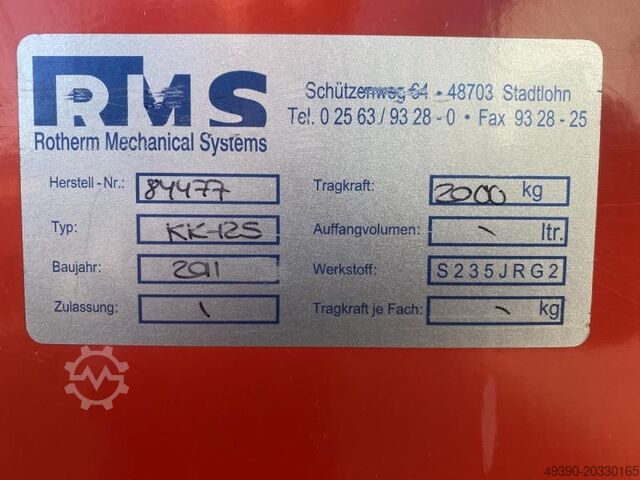 RMS
Rotherm Mechanical Systems
Schützenweg 64 • 48703 Stadtlohn
Tel. 0 25 63 / 93 28 - 0 • Fax 93 28 - 25
Herstell-Nr.: 84477
Typ: KK-125
Baujahr: 2011
Zulassung: \
Tragkraft: 2000 kg
Auffangvolumen: - ltr.
Werkstoff: S235JRG2
Tragkraft je Fach: - kg
49390-20330165